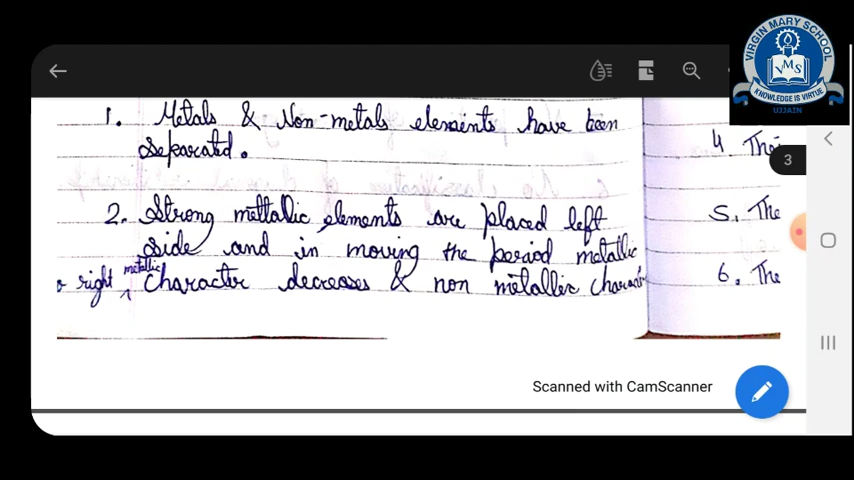 VIRGIN MARY SCHOOL
VMS
KNOWLEDGE IS VIRTUE
UJJAIN
1. Metals & Non-metals elements have been
separated.
2. Strong mettallic elements are placed left
side and in moving the period metallic
right metallic character decreases & non metallic charact
4. The
3
5. The
6. The
Scanned with CamScanner